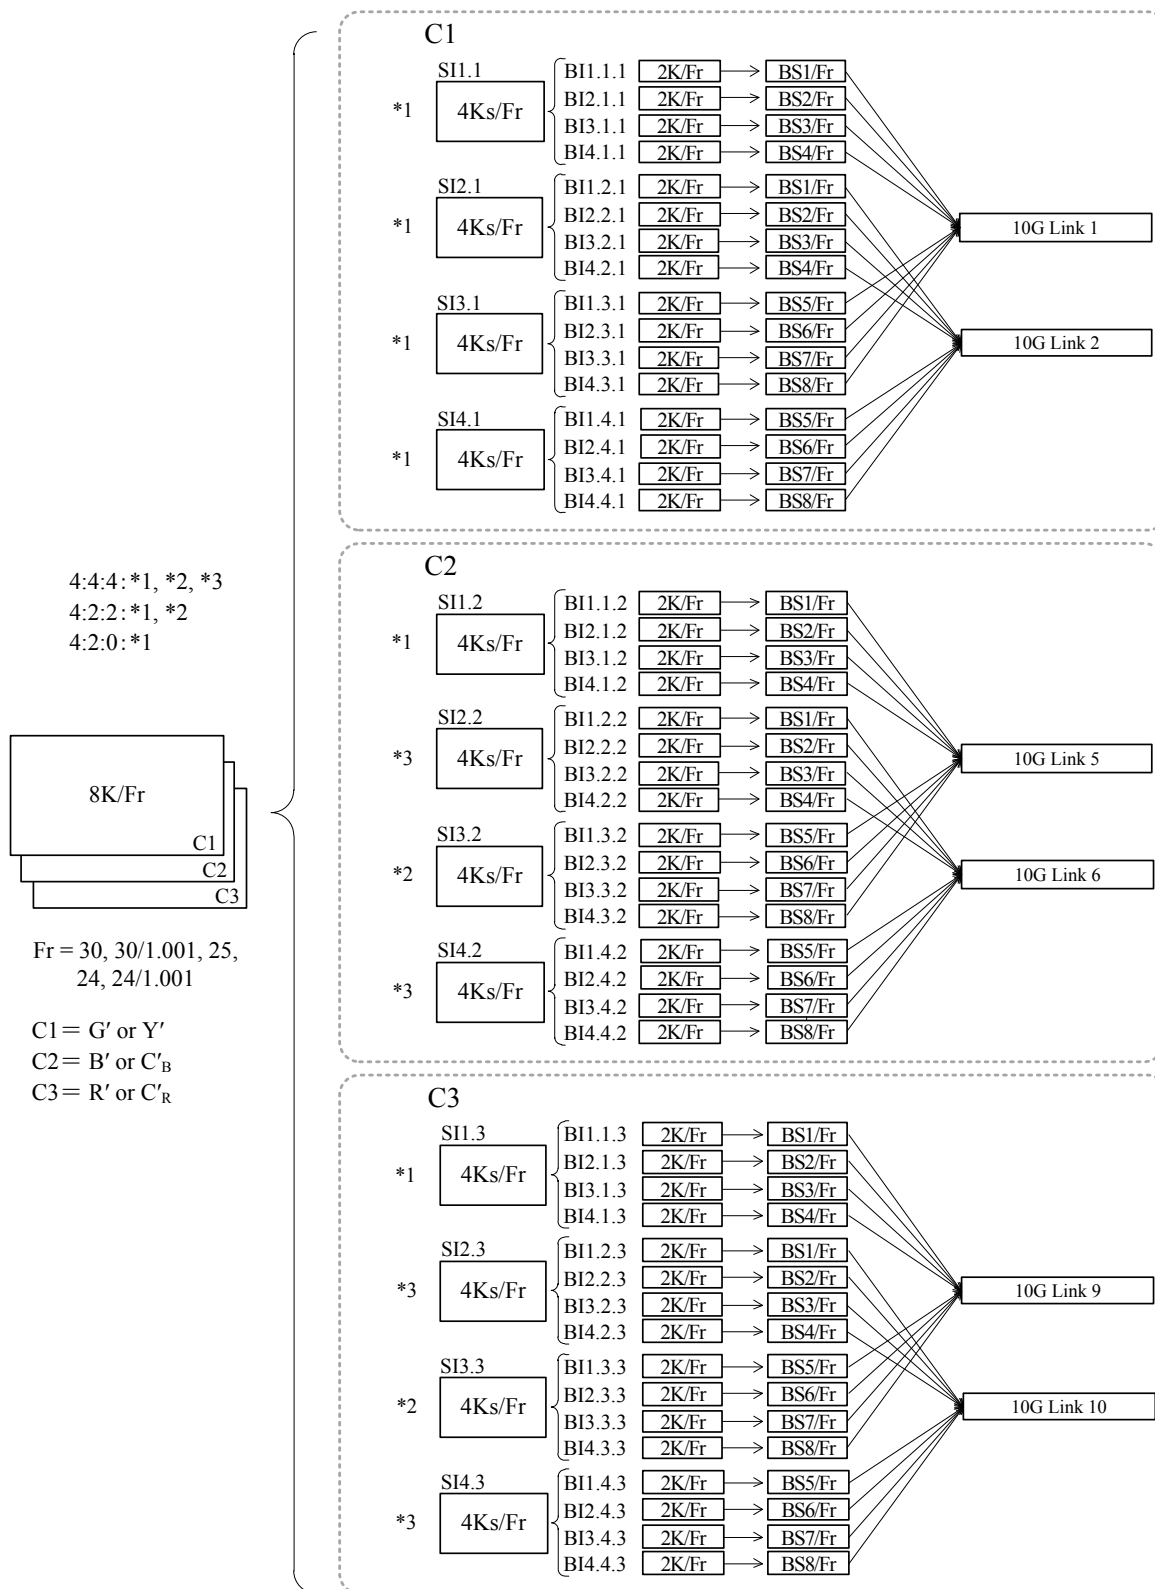 4:4:4: *1, *2, *3
4:2:2: *1, *2
4:2:0: *1
8K/Fr
C1
C2
C3
Fr = 30, 30/1.001, 25,
24, 24/1.001
C1 = G′ or Y′
C2 = B′ or C′B
C3 = R′ or C′R
C1
SI1.1
*1
4Ks/Fr
BI1.1.1 2K/Fr BS1/Fr
BI2.1.1 2K/Fr BS2/Fr
BI3.1.1 2K/Fr BS3/Fr
BI4.1.1 2K/Fr BS4/Fr
SI2.1
*1
4Ks/Fr
BI1.2.1 2K/Fr BS1/Fr
BI2.2.1 2K/Fr BS2/Fr
BI3.2.1 2K/Fr BS3/Fr
BI4.2.1 2K/Fr BS4/Fr
SI3.1
*1
4Ks/Fr
BI1.3.1 2K/Fr BS5/Fr
BI2.3.1 2K/Fr BS6/Fr
BI3.3.1 2K/Fr BS7/Fr
BI4.3.1 2K/Fr BS8/Fr
SI4.1
*1
4Ks/Fr
BI1.4.1 2K/Fr BS5/Fr
BI2.4.1 2K/Fr BS6/Fr
BI3.4.1 2K/Fr BS7/Fr
BI4.4.1 2K/Fr BS8/Fr
10G Link 1
10G Link 2
C2
SI1.2
*1
4Ks/Fr
BI1.1.2 2K/Fr BS1/Fr
BI2.1.2 2K/Fr BS2/Fr
BI3.1.2 2K/Fr BS3/Fr
BI4.1.2 2K/Fr BS4/Fr
SI2.2
*3
4Ks/Fr
BI1.2.2 2K/Fr BS1/Fr
BI2.2.2 2K/Fr BS2/Fr
BI3.2.2 2K/Fr BS3/Fr
BI4.2.2 2K/Fr BS4/Fr
SI3.2
*2
4Ks/Fr
BI1.3.2 2K/Fr BS5/Fr
BI2.3.2 2K/Fr BS6/Fr
BI3.3.2 2K/Fr BS7/Fr
BI4.3.2 2K/Fr BS8/Fr
SI4.2
*3
4Ks/Fr
BI1.4.2 2K/Fr BS5/Fr
BI2.4.2 2K/Fr BS6/Fr
BI3.4.2 2K/Fr BS7/Fr
BI4.4.2 2K/Fr BS8/Fr
10G Link 5
10G Link 6
C3
SI1.3
*1
4Ks/Fr
BI1.1.3 2K/Fr BS1/Fr
BI2.1.3 2K/Fr BS2/Fr
BI3.1.3 2K/Fr BS3/Fr
BI4.1.3 2K/Fr BS4/Fr
SI2.3
*3
4Ks/Fr
BI1.2.3 2K/Fr BS1/Fr
BI2.2.3 2K/Fr BS2/Fr
BI3.2.3 2K/Fr BS3/Fr
BI4.2.3 2K/Fr BS4/Fr
SI3.3
*2
4Ks/Fr
BI1.3.3 2K/Fr BS5/Fr
BI2.3.3 2K/Fr BS6/Fr
BI3.3.3 2K/Fr BS7/Fr
BI4.3.3 2K/Fr BS8/Fr
SI4.3
*3
4Ks/Fr
BI1.4.3 2K/Fr BS5/Fr
BI2.4.3 2K/Fr BS6/Fr
BI3.4.3 2K/Fr BS7/Fr
BI4.4.3 2K/Fr BS8/Fr
10G Link 9
10G Link 10